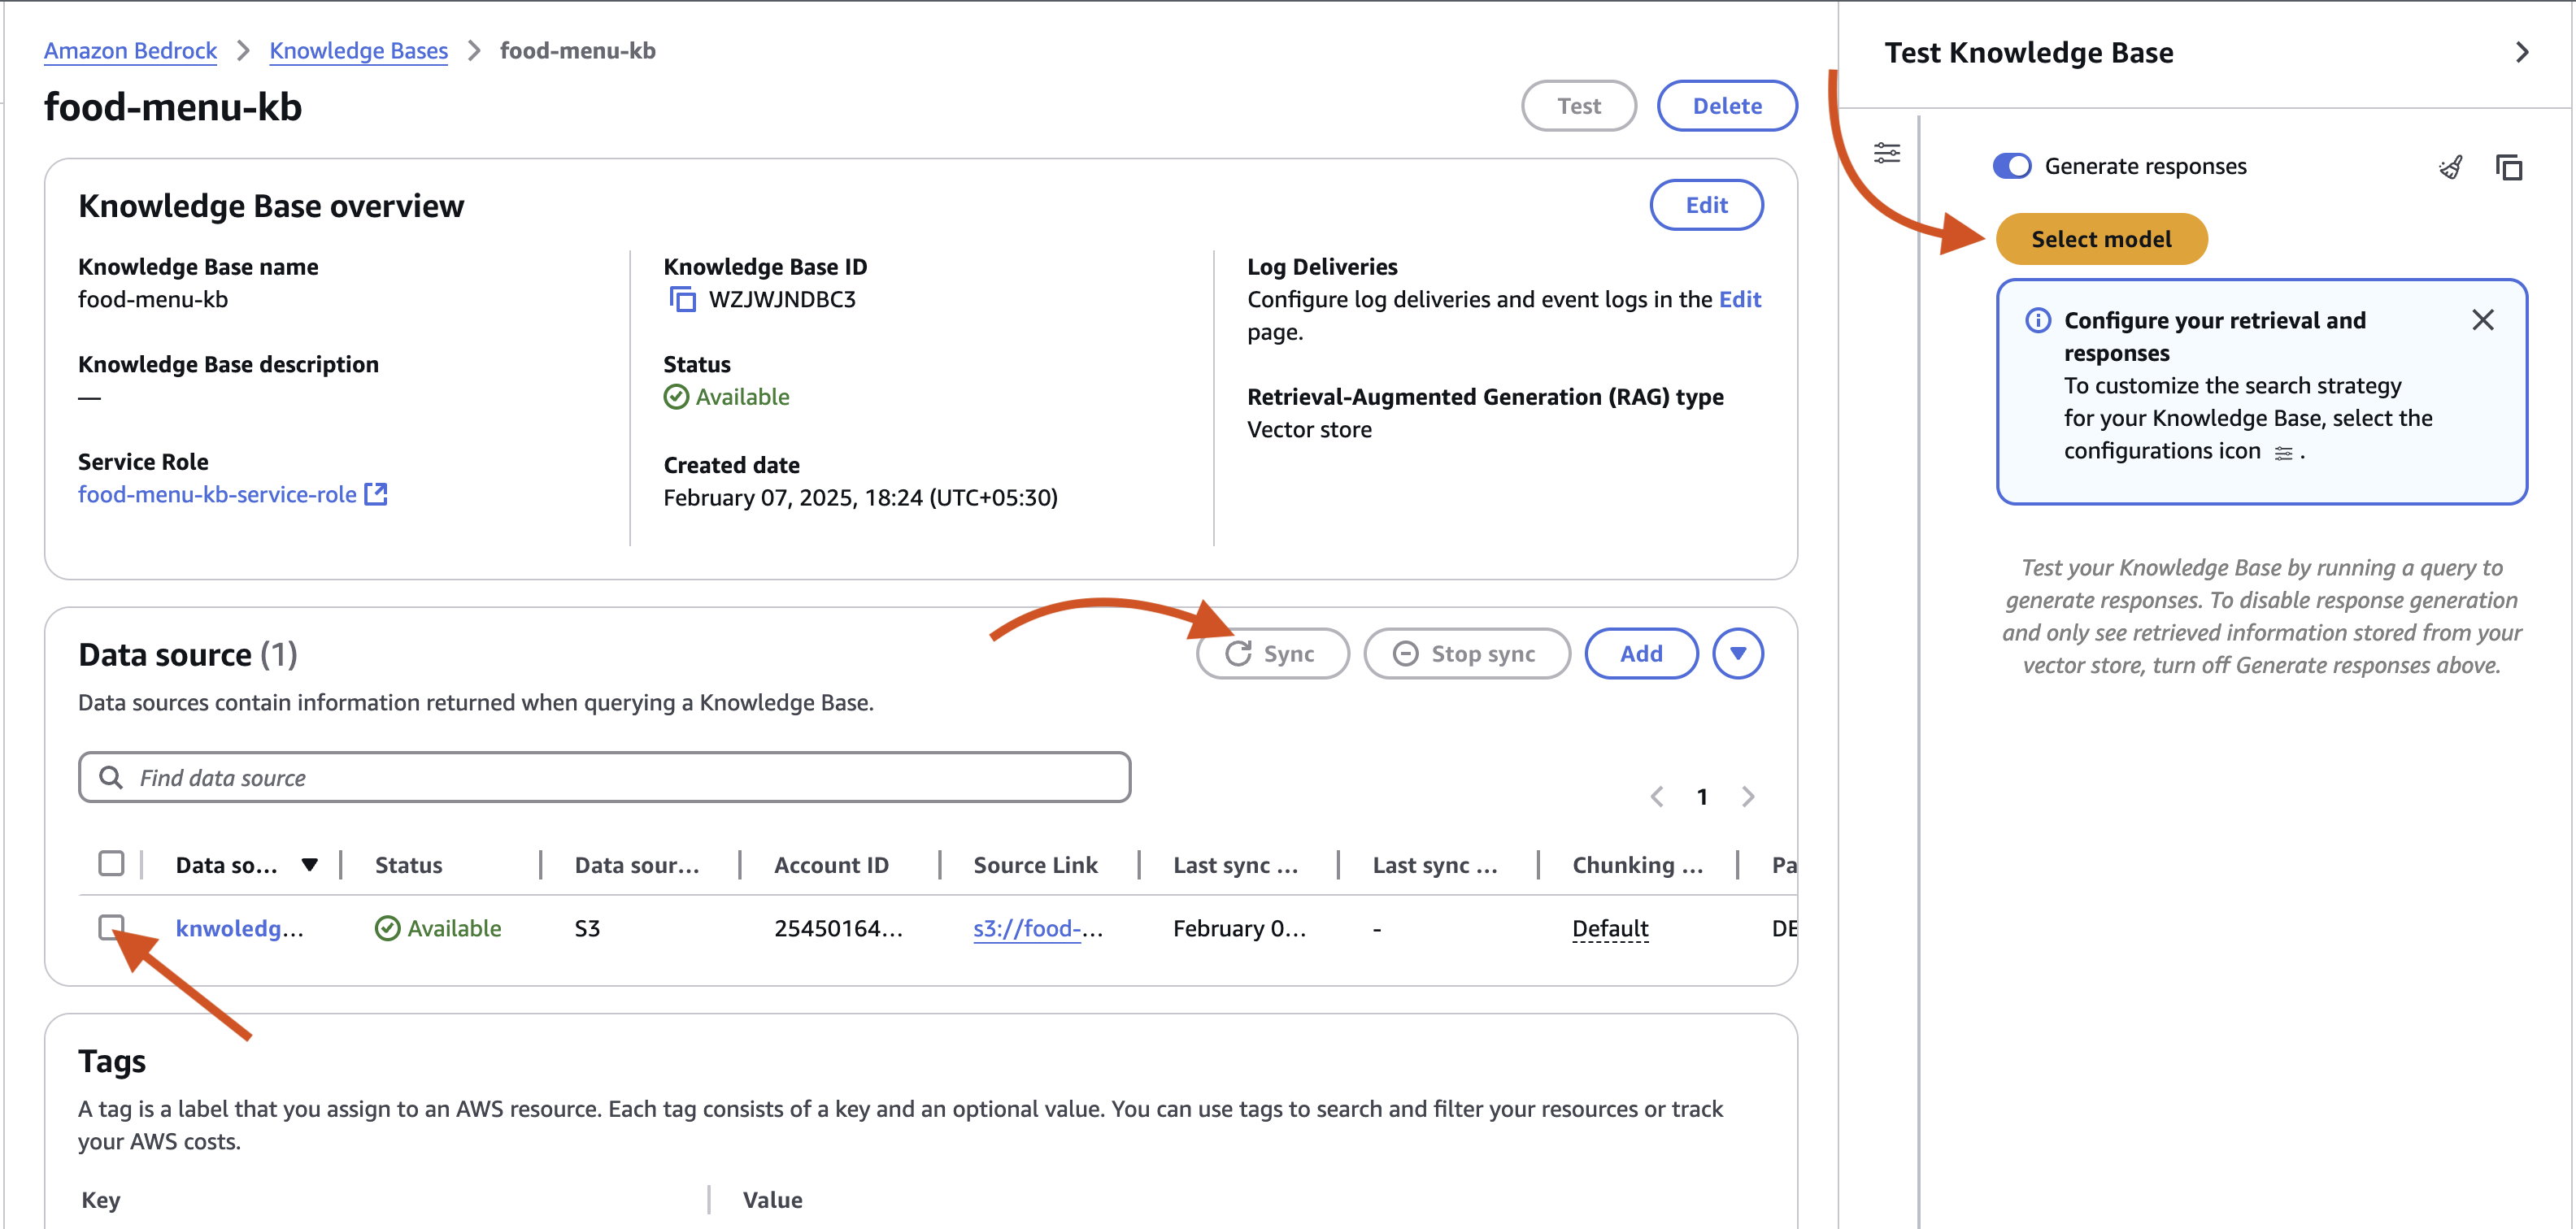 Amazon Bedrock > Knowledge Bases > food-menu-kb
food-menu-kb
Test
Delete
Knowledge Base overview
Edit
Knowledge Base name
food-menu-kb
Knowledge Base description
—
Service Role
food-menu-kb-service-role
Knowledge Base ID
WZJWJNDBC3
Status
Available
Created date
February 07, 2025, 18:24 (UTC+05:30)
Log Deliveries
Configure log deliveries and event logs in the Edit
page.
Retrieval-Augmented Generation (RAG) type
Vector store
Data source (1)
Sync
Stop sync
Add
Data sources contain information returned when querying a Knowledge Base.
Find data source
1
Data so... Status Data sour... Account ID Source Link Last sync ... Last sync ... Chunking ... Pa
knwoledg... Available S3 25450164... s3://food-... February 0... - Default DE
Tags
A tag is a label that you assign to an AWS resource. Each tag consists of a key and an optional value. You can use tags to search and filter your resources or track
your AWS costs.
Key Value
Test Knowledge Base
Generate responses
Select model
Configure your retrieval and
responses
To customize the search strategy
for your Knowledge Base, select the
configurations icon .
Test your Knowledge Base by running a query to
generate responses. To disable response generation
and only see retrieved information stored from your
vector store, turn off Generate responses above.